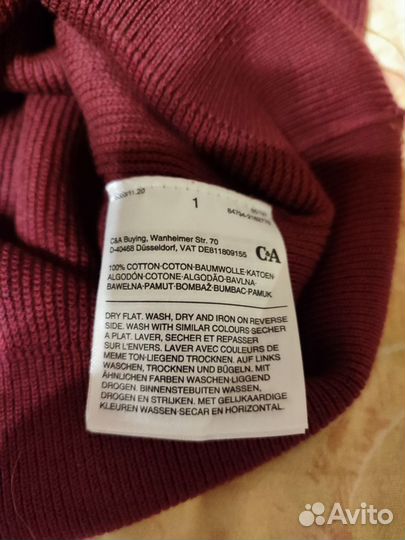 1
C&A Buying, Wanheimer Str. 70
D-40468 Düsseldorf, VAT DE811809155
C&A
100% COTTON-COTON-BAUMWOLLE-KATOEN-
ALGODÓN-COTONE-ALGODÃO-BAVLNA-
BAWEŁNA-PAMUT-BOMBAŽ-BUMBAC-PAMUK
DRY FLAT. WASH, DRY AND IRON ON REVERSE
SIDE. WASH WITH SIMILAR COLOURS-SECHER
A PLAT. LAVER, SECHER ET REPASSER
SUR L'ENVERS. LAVER AVEC COULEURS DE
MEME TON-LIEGEND TROCKNEN. AUF LINKS
WASCHEN, TROCKNEN UND BÜGELN. MIT
ÄHNLICHEN FARBEN WASCHEN-LIGGEND
DROGEN. BINNENSTEBUITEN WASSEN,
DROGEN EN STRIJKEN. MET GELIJKAARDIGE
KLEUREN WASSEN-SECAR EN HORIZONTAL.
Avito